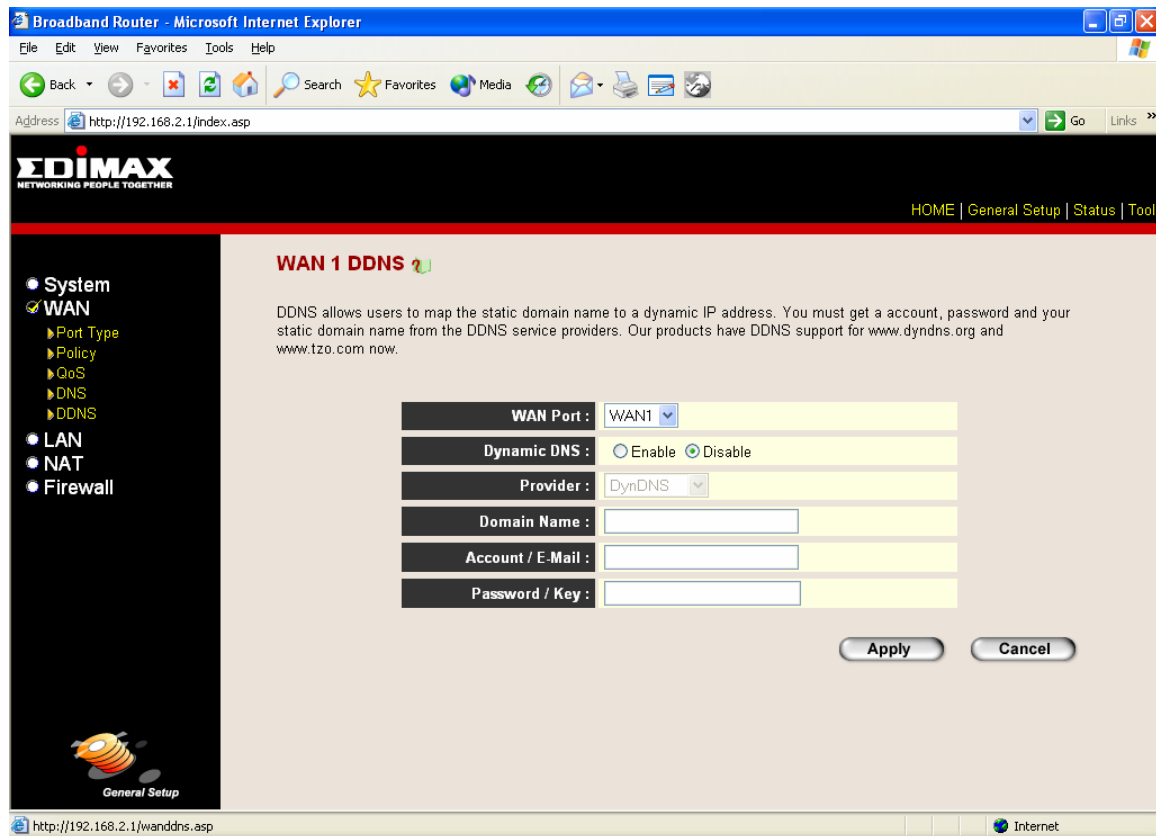 Broadband Router - Microsoft Internet Explorer
File Edit View Favorites Tools Help
Back Search Favorites Media
Address http://192.168.2.1/index.asp Go Links »
EDIMAX
NETWORKING PEOPLE TOGETHER
HOME | General Setup | Status | Tool
System
WAN
Port Type
Policy
QoS
DNS
DDNS
LAN
NAT
Firewall
General Setup
WAN 1 DDNS
DDNS allows users to map the static domain name to a dynamic IP address. You must get a account, password and your
static domain name from the DDNS service providers. Our products have DDNS support for www.dyndns.org and
www.tzo.com now.
WAN Port : WAN1
Dynamic DNS : Enable Disable
Provider : DynDNS
Domain Name :
Account / E-Mail :
Password / Key :
Apply Cancel
http://192.168.2.1/wanddns.asp Internet